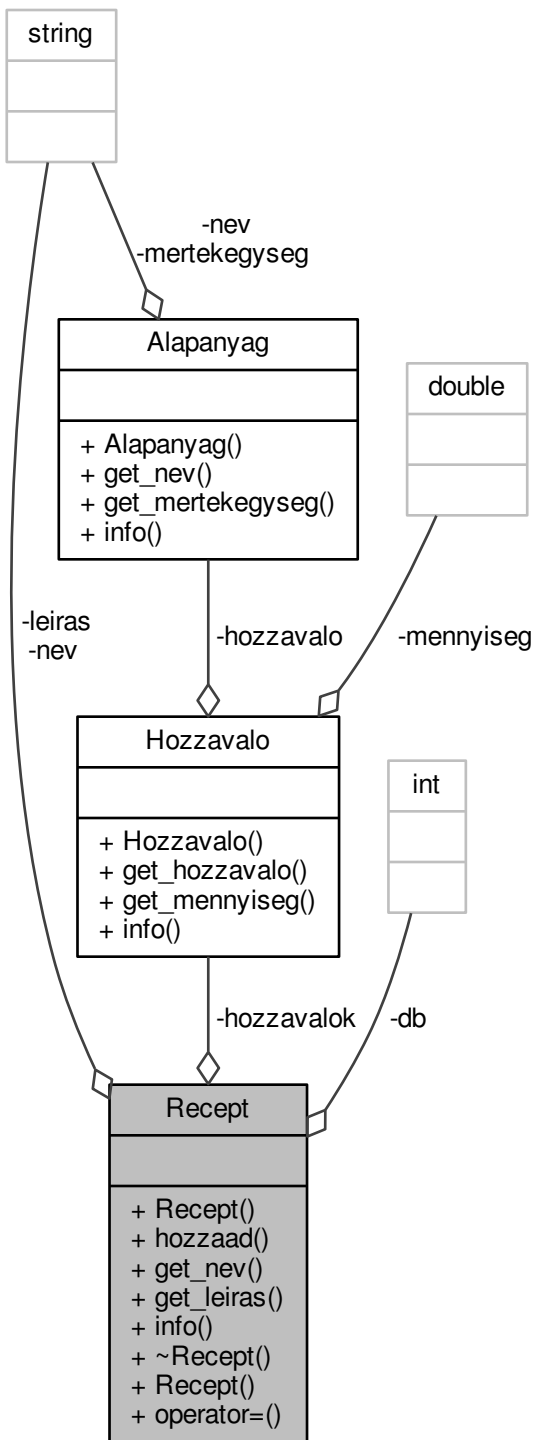 string
-nev
-mertekegyseg
Alapanyag
+ Alapanyag()
+ get_nev()
+ get_mertekegyseg()
+ info()
double
-leiras
-nev
-hozzavalo
-mennyiseg
Hozzavalo
+ Hozzavalo()
+ get_hozzavalo()
+ get_mennyiseg()
+ info()
int
-hozzavalok
-db
Recept
+ Recept()
+ hozzaad()
+ get_nev()
+ get_leiras()
+ info()
+ ~Recept()
+ Recept()
+ operator=()